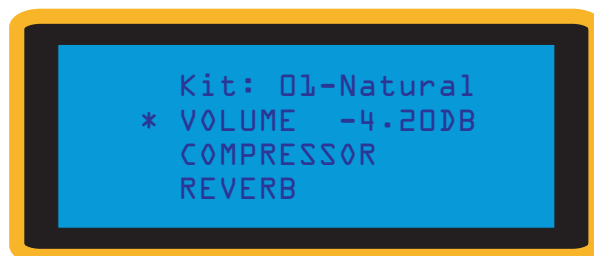 Kit: 01-Natural
* VOLUME -4.20DB
COMPRESSOR
REVERB